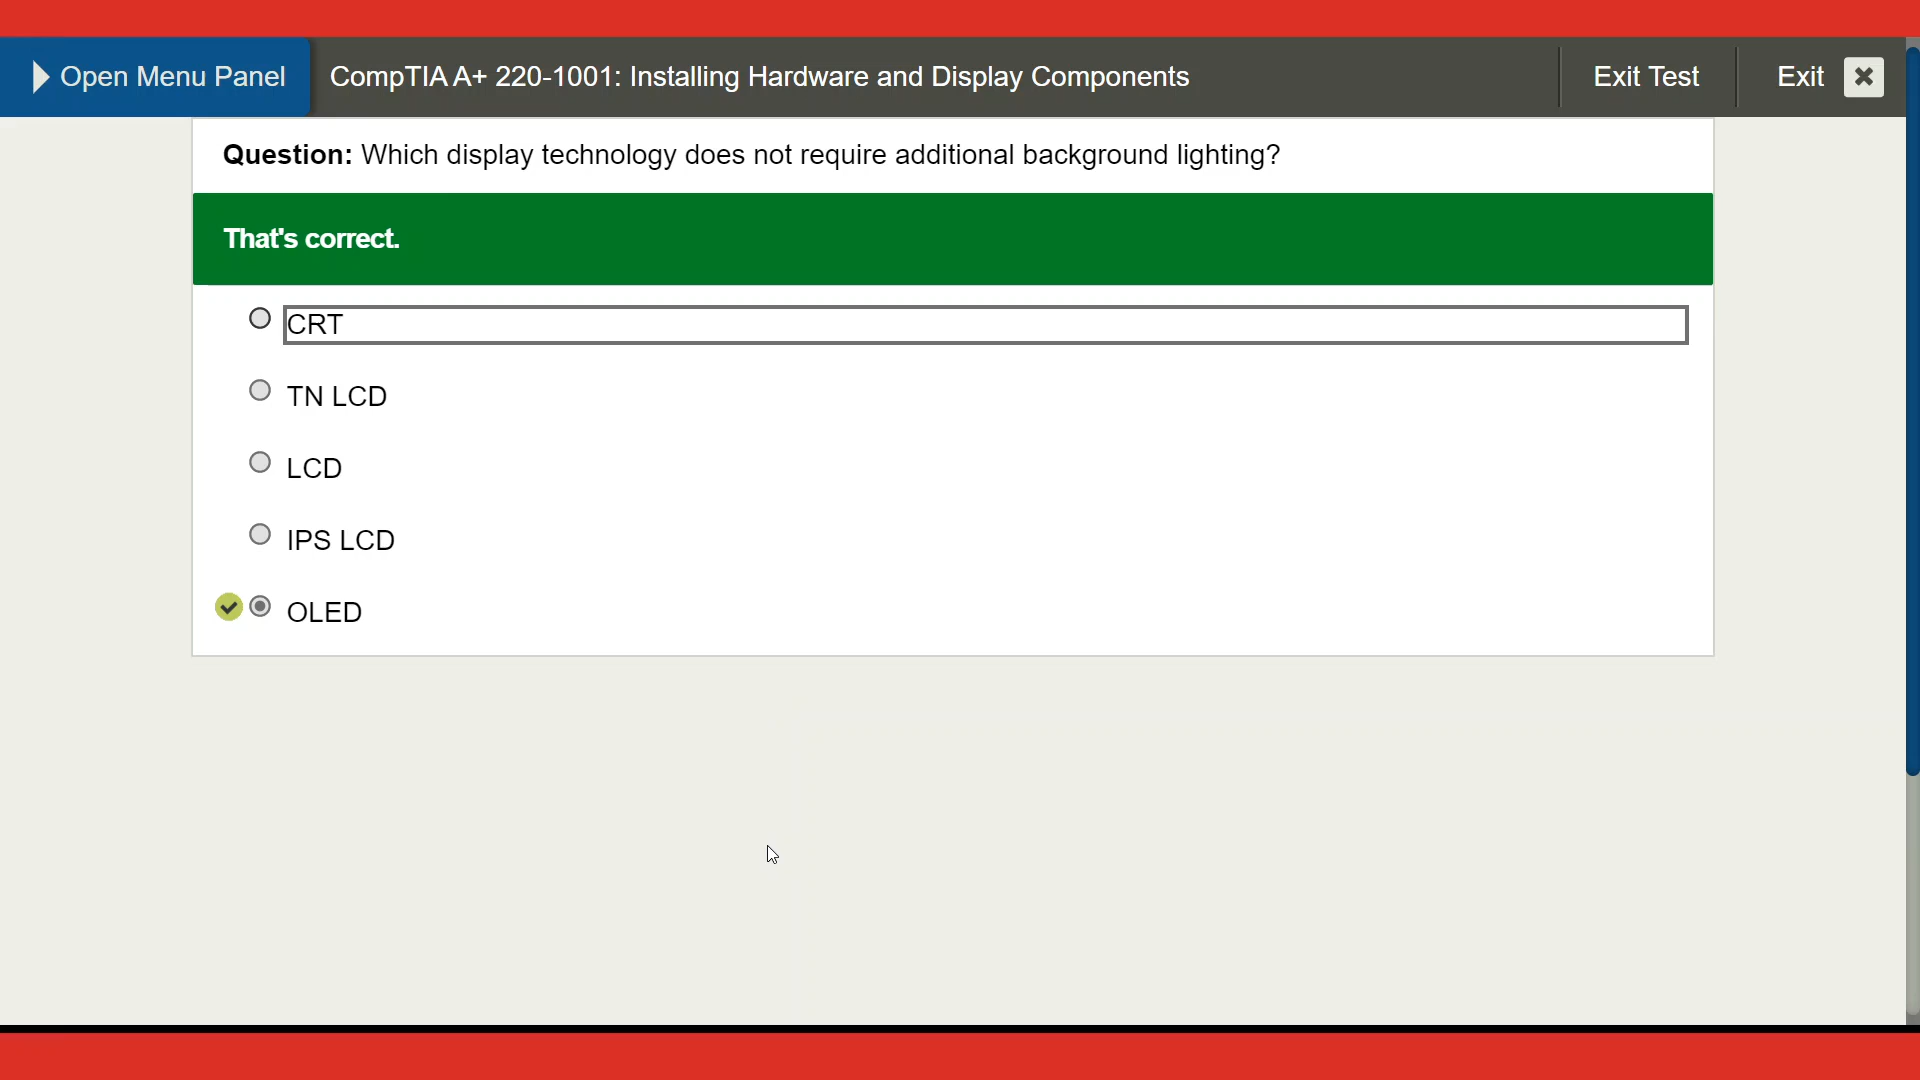 Open Menu Panel
CompTIA A+ 220-1001: Installing Hardware and Display Components
Exit Test
Exit
Question: Which display technology does not require additional background lighting?
That's correct.
CRT
TN LCD
LCD
IPS LCD
OLED